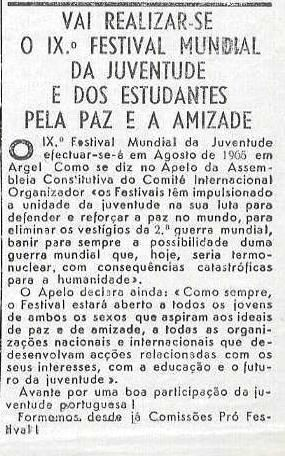 VAI REALIZAR-SE
O IX.º FESTIVAL MUNDIAL
DA JUVENTUDE
E DOS ESTUDANTES
PELA PAZ E A AMIZADE
O IX.º Festival Mundial da Juventude
efectuar-se-á em Agosto de 1965 em
Argel Como se diz no Apelo da Assem
bleia Constitutiva do Comité Internacional
Organizador «os Festivais têm impulsionado
a unidade da juventude na sua luta para
defender e reforçar a paz no mundo, para
eliminar os vestígios da 2.ª guerra mundial,
banir para sempre a possibilidade duma
guerra mundial que, hoje, seria termo-
nuclear, com consequências catastróficas
para a humanidade».
O Apelo declara ainda: «Como sempre,
o Festival estará aberto a todos os jovens
de ambos os sexos que aspiram aos ideais
de paz e de amizade, a todas as organi-
zações nacionais e internacionais que de-
desenvolvam acções relacionadas com os
seus interesses, com a educação e o futu-
ro da juventude».
Avante por uma boa participação da ju-
ventude portuguesa!
Formemos desde já Comissões Pró Fes-
tival!